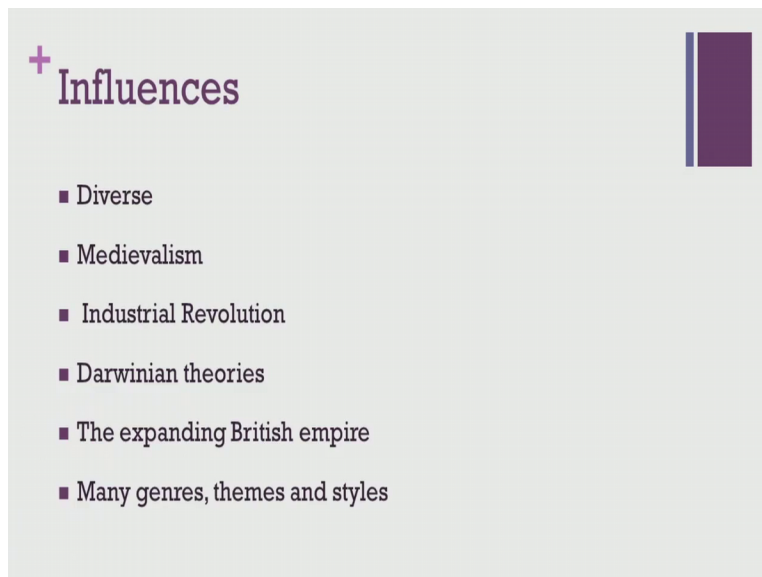 +
Influences
■ Diverse
■ Medievalism
■ Industrial Revolution
■ Darwinian theories
■ The expanding British empire
■ Many genres, themes and styles